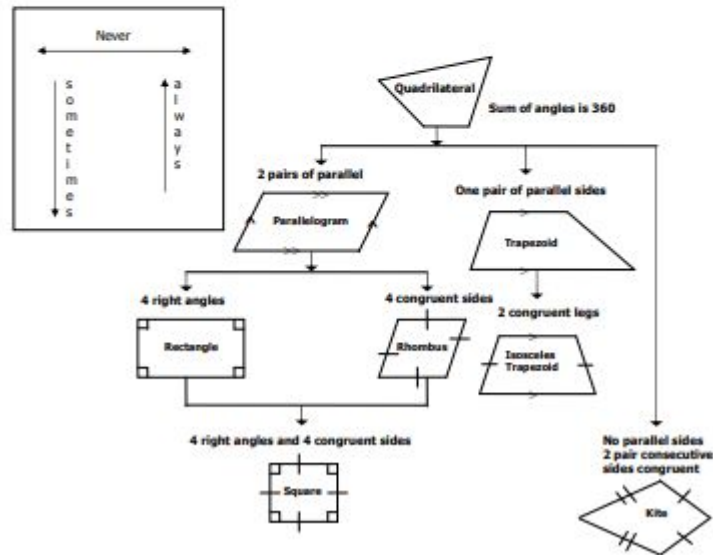 Never
sometimes
always
Quadrilateral
Sum of angles is 360
2 pairs of parallel
Parallelogram
One pair of parallel sides
Trapezoid
4 right angles
Rectangle
4 congruent sides
Rhombus
2 congruent legs
Isosceles
Trapezoid
4 right angles and 4 congruent sides
Square
No parallel sides
2 pair consecutive
sides congruent
Kite